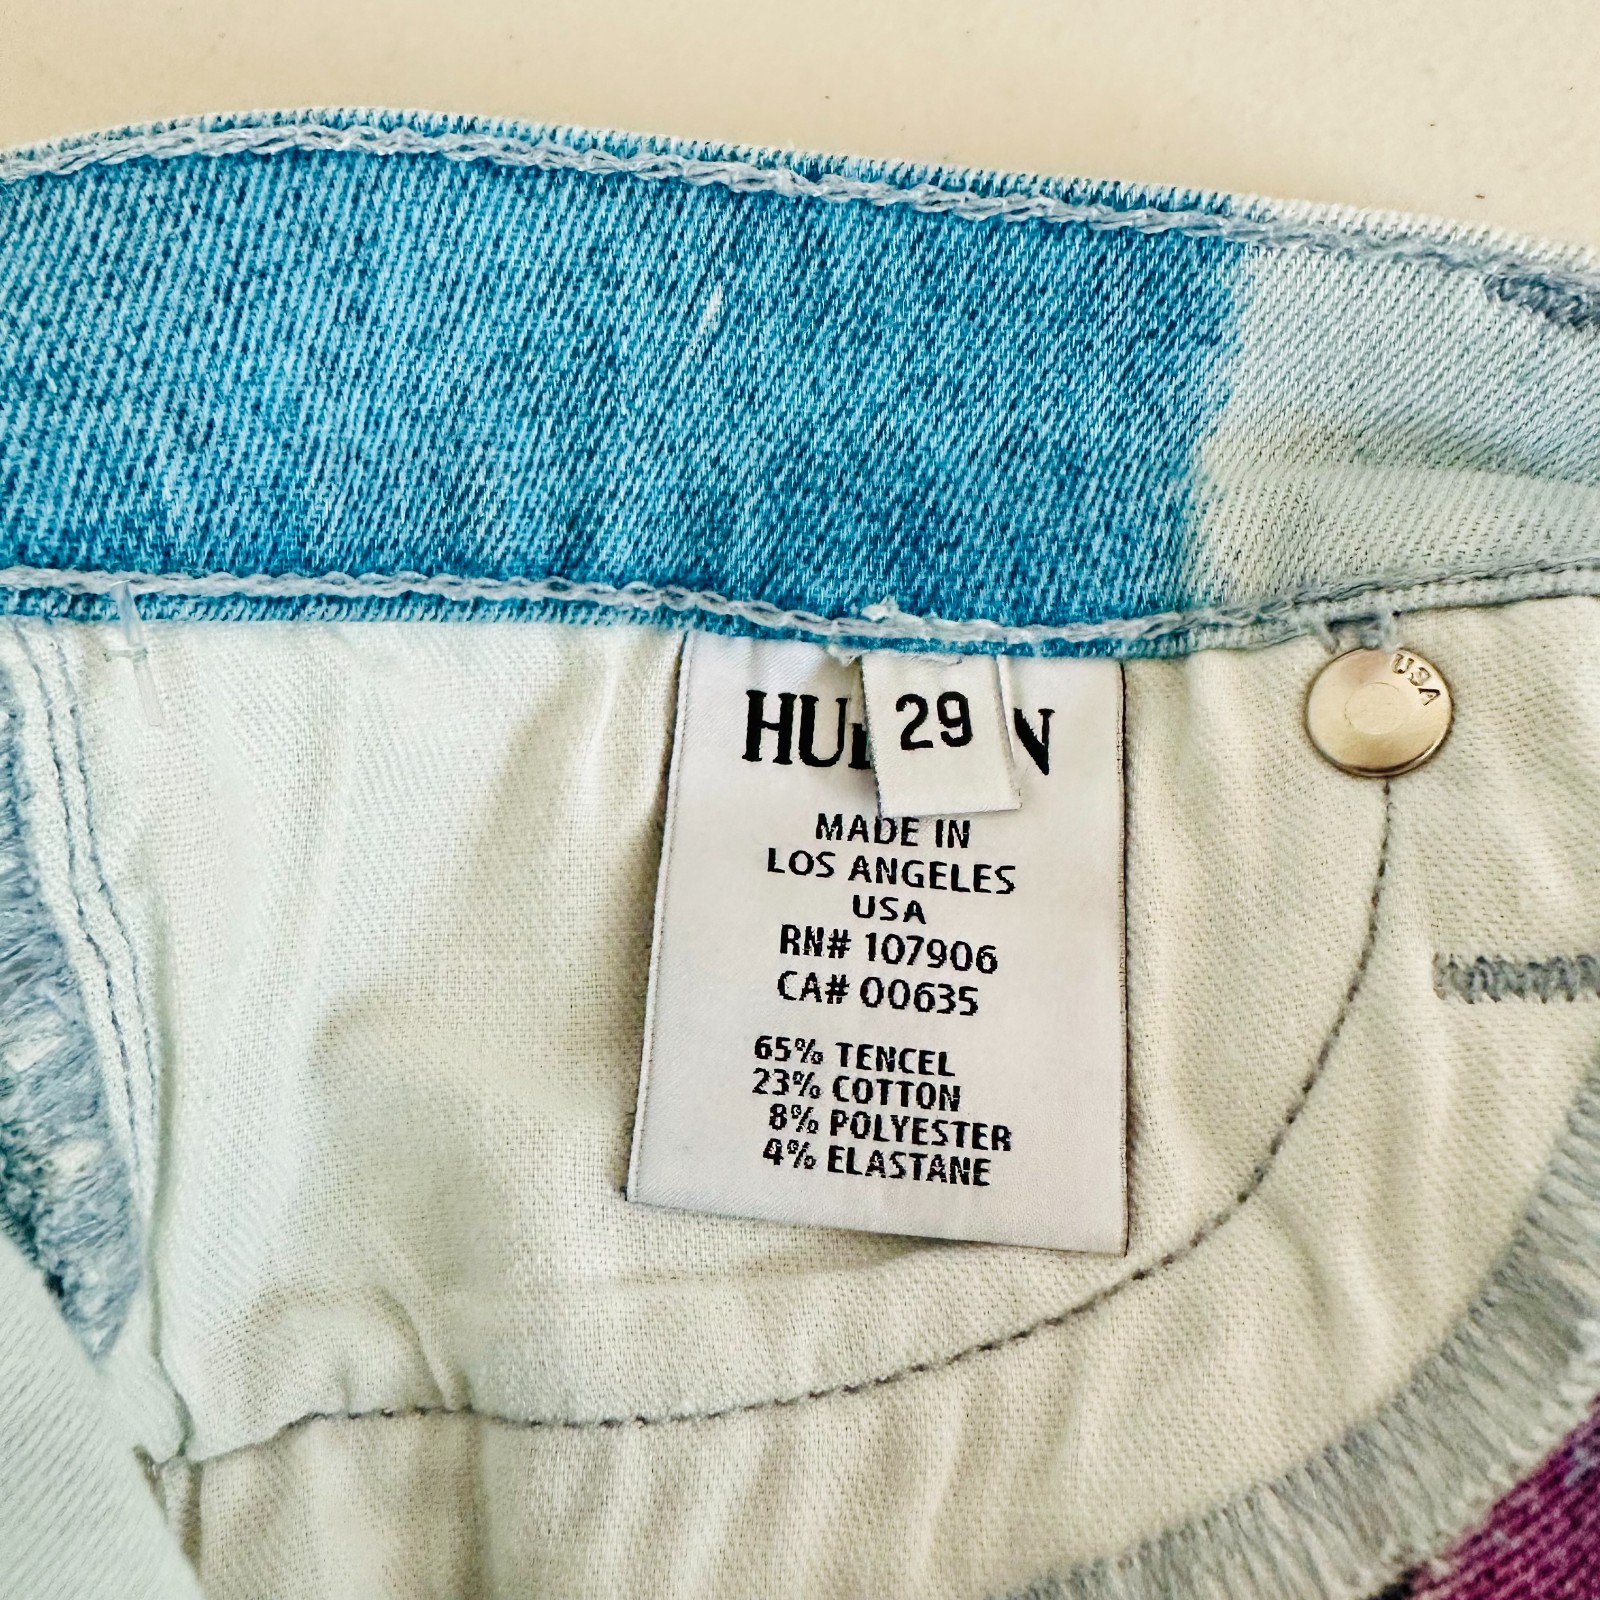 29
MADE IN
LOS ANGELES
USA
RN# 107906
CA# 00635
65% TENCEL
23% COTTON
8% POLYESTER
4% ELASTANE
USA